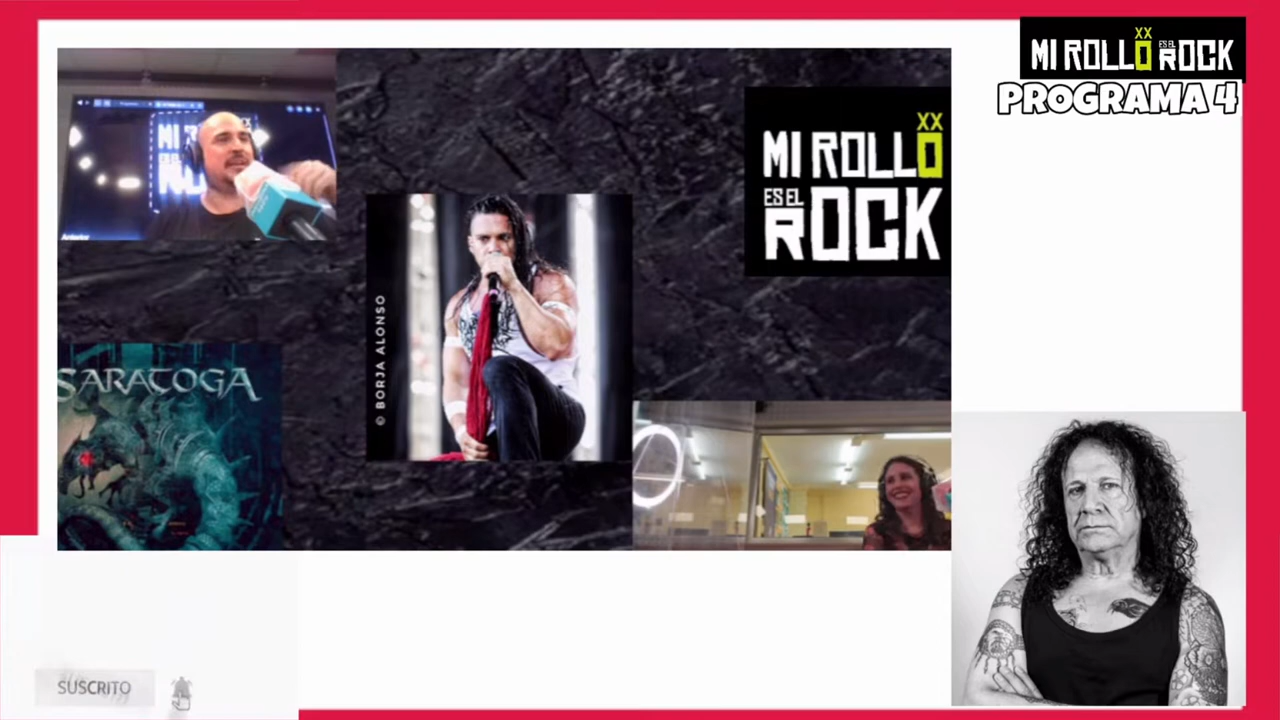 MI ROLLO ES EL ROCK
XX
PROGRAMA 4
XX
MI ROLLO
ES EL
ROCK
© BORJA ALONSO
SARATOGA
SUSCRITO